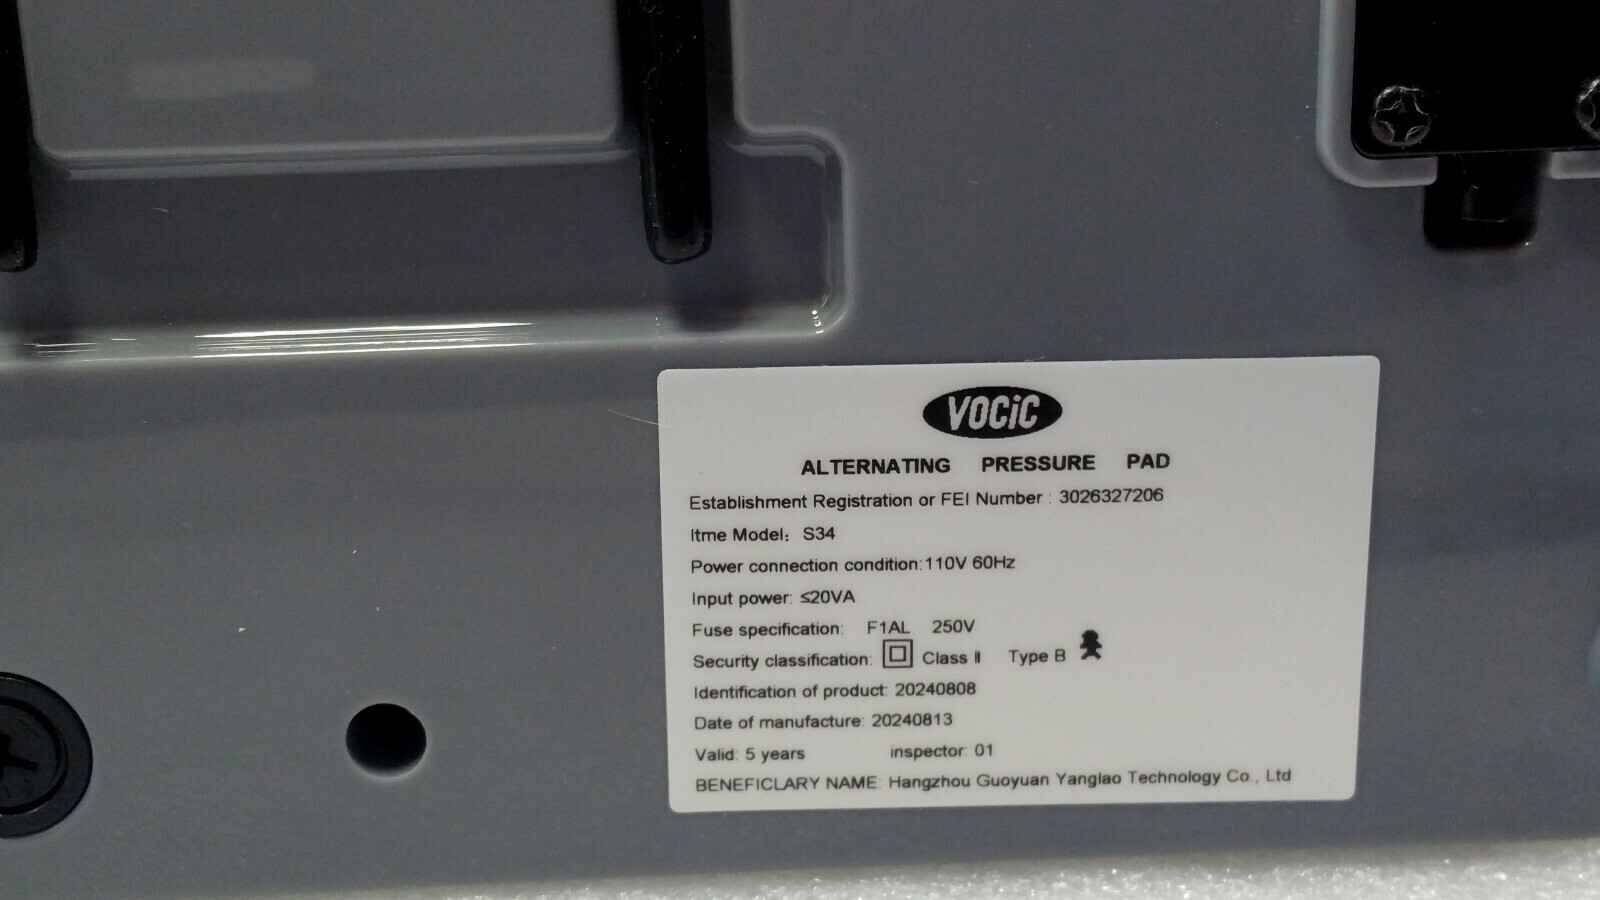 VOCiC
ALTERNATING PRESSURE PAD
Establishment Registration or FEI Number : 3026327206
Itme Model: S34
Power connection condition:110V 60Hz
Input power: ≤20VA
Fuse specification: F1AL 250V
Security classification: Class Ⅱ Type B
Identification of product: 20240808
Date of manufacture: 20240813
Valid: 5 years inspector: 01
BENEFICLARY NAME: Hangzhou Guoyuan Yanglao Technology Co., Ltd